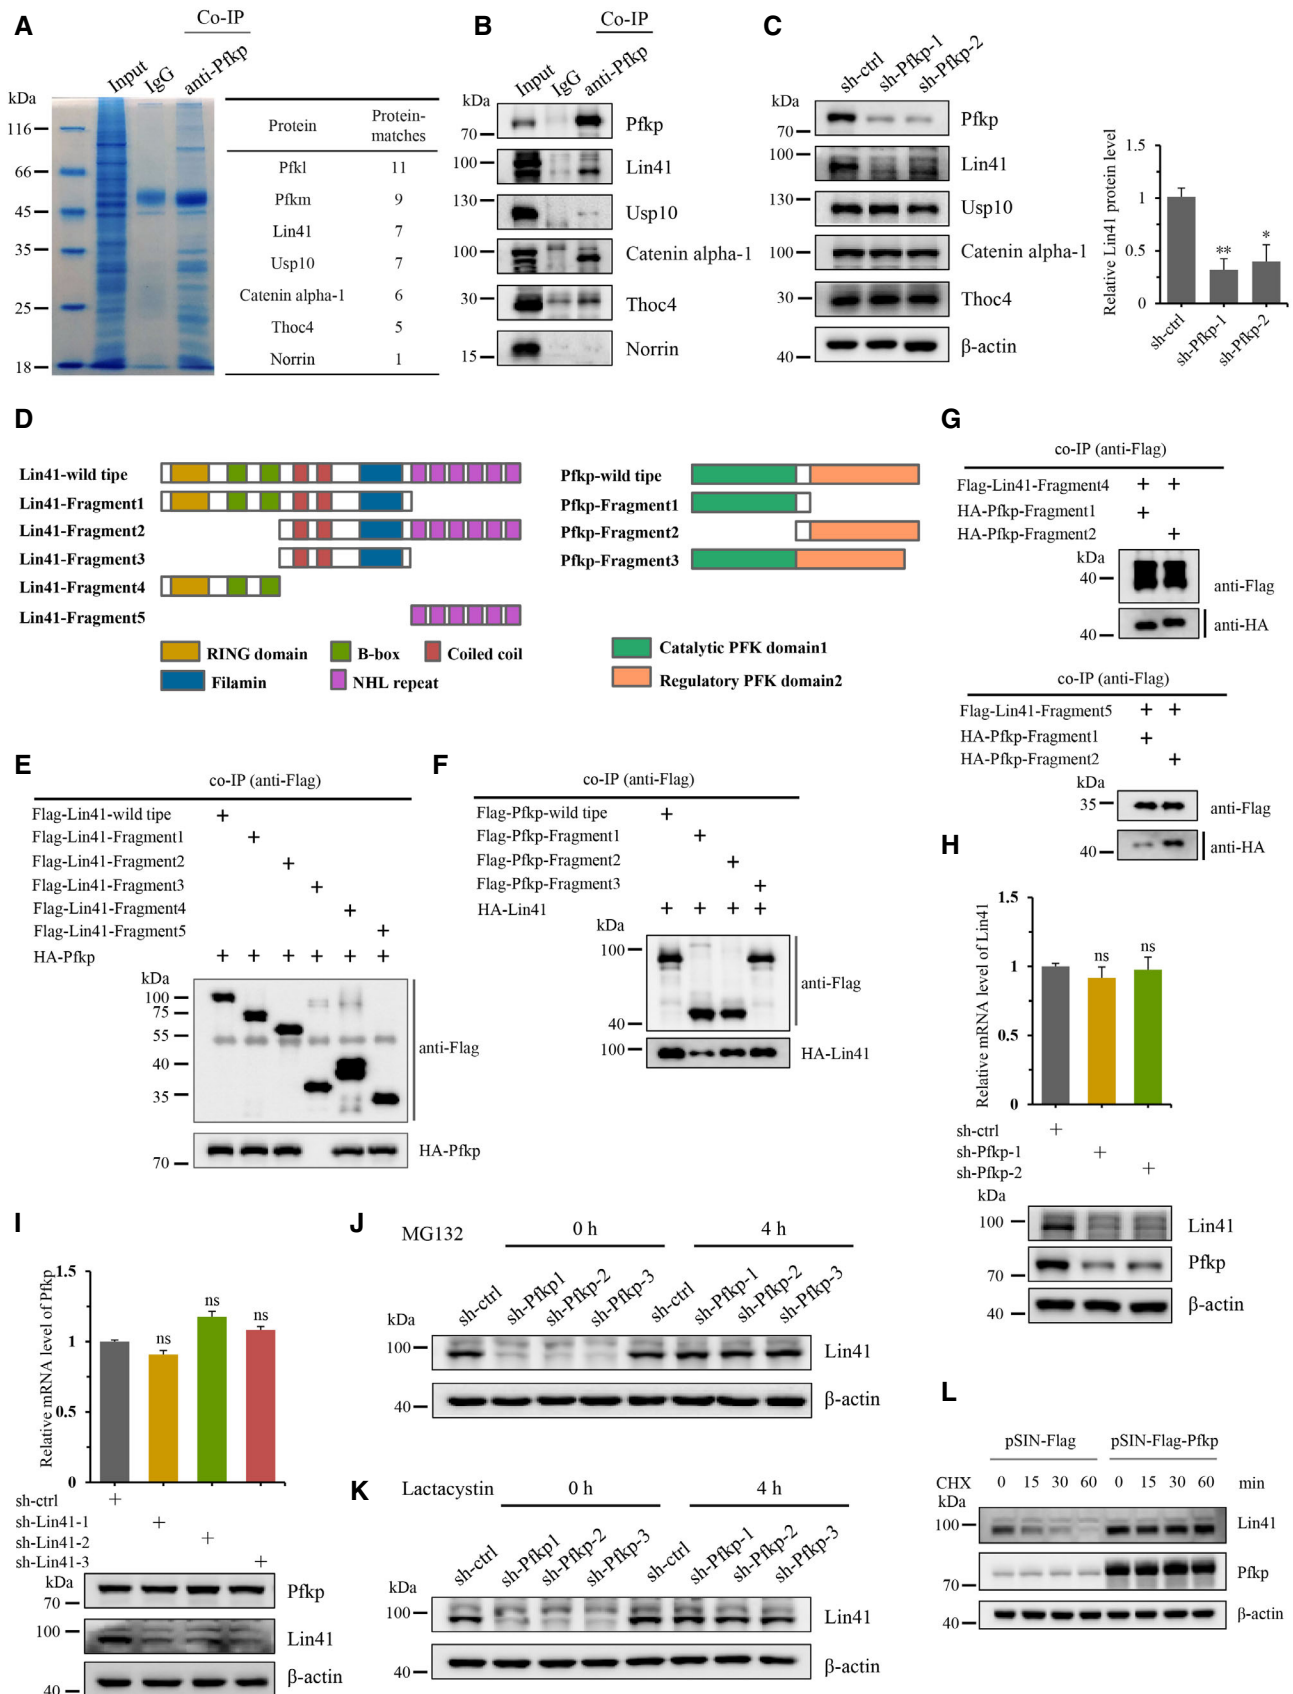 A
Co-IP
Input
IgG
anti-Pfkp
kDa
116
66
45
35
25
18
Protein Protein-matches
Pfkl 11
Pfkm 9
Lin41 7
Usp10 7
Catenin alpha-1 6
Thoc4 5
Norrin 1
B
Co-IP
Input
IgG
anti-Pfkp
kDa
70 Pfkp
100 Lin41
130 Usp10
100 Catenin alpha-1
30 Thoc4
15 Norrin
C
sh-ctrl
sh-Pfkp-1
sh-Pfkp-2
kDa
70 Pfkp
100 Lin41
130 Usp10
100 Catenin alpha-1
30 Thoc4
40 β-actin
Relative Lin41 protein level
1.5
1
0.5
0
**
*
sh-ctrl
sh-Pfkp-1
sh-Pfkp-2
D
Lin41-wild tipe
Lin41-Fragment1
Lin41-Fragment2
Lin41-Fragment3
Lin41-Fragment4
Lin41-Fragment5
RING domain B-box Coiled coil
Filamin NHL repeat
Pfkp-wild tipe
Pfkp-Fragment1
Pfkp-Fragment2
Pfkp-Fragment3
Catalytic PFK domain1
Regulatory PFK domain2
G
co-IP (anti-Flag)
Flag-Lin41-Fragment4 + +
HA-Pfkp-Fragment1 +
HA-Pfkp-Fragment2 +
kDa
40 anti-Flag
40 anti-HA
co-IP (anti-Flag)
Flag-Lin41-Fragment5 + +
HA-Pfkp-Fragment1 +
HA-Pfkp-Fragment2 +
kDa
35 anti-Flag
40 anti-HA
E
co-IP (anti-Flag)
Flag-Lin41-wild tipe +
Flag-Lin41-Fragment1 +
Flag-Lin41-Fragment2 +
Flag-Lin41-Fragment3 +
Flag-Lin41-Fragment4 +
Flag-Lin41-Fragment5 +
HA-Pfkp + + + + + +
kDa
100
75
55
40
35
anti-Flag
70 HA-Pfkp
F
co-IP (anti-Flag)
Flag-Pfkp-wild tipe +
Flag-Pfkp-Fragment1 +
Flag-Pfkp-Fragment2 +
Flag-Pfkp-Fragment3 +
HA-Lin41 + + + +
kDa
100
40
anti-Flag
100 HA-Lin41
H
Relative mRNA level of Lin41
1.5
1
0.5
0
ns
ns
sh-ctrl +
sh-Pfkp-1 +
sh-Pfkp-2 +
kDa
100 Lin41
70 Pfkp
40 β-actin
I
Relative mRNA level of Pfkp
1.5
1
0.5
0
ns
ns
ns
sh-ctrl +
sh-Lin41-1 +
sh-Lin41-2 +
sh-Lin41-3 +
kDa
70 Pfkp
100 Lin41
40 β-actin
J
MG132 0 h 4 h
sh-ctrl
sh-Pfkp1
sh-Pfkp-2
sh-Pfkp-3
sh-ctrl
sh-Pfkp-1
sh-Pfkp-2
sh-Pfkp-3
kDa
100 Lin41
40 β-actin
K
Lactacystin 0 h 4 h
sh-ctrl
sh-Pfkp1
sh-Pfkp-2
sh-Pfkp-3
sh-ctrl
sh-Pfkp-1
sh-Pfkp-2
sh-Pfkp-3
kDa
100 Lin41
40 β-actin
L
pSIN-Flag pSIN-Flag-Pfkp
CHX 0 15 30 60 0 15 30 60 min
kDa
100 Lin41
70 Pfkp
40 β-actin